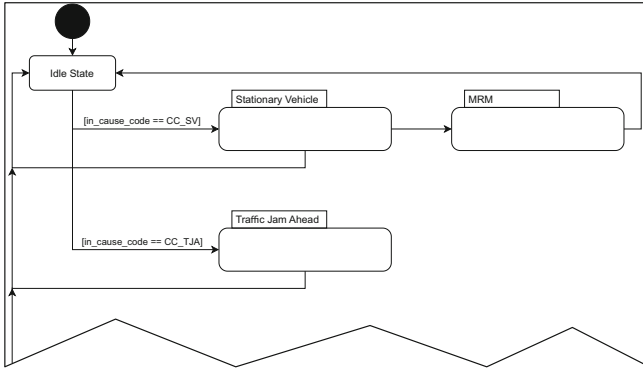 Idle State
Stationary Vehicle
MRM
[in_cause_code == CC_SV]
Traffic Jam Ahead
[in_cause_code == CC_TJA]